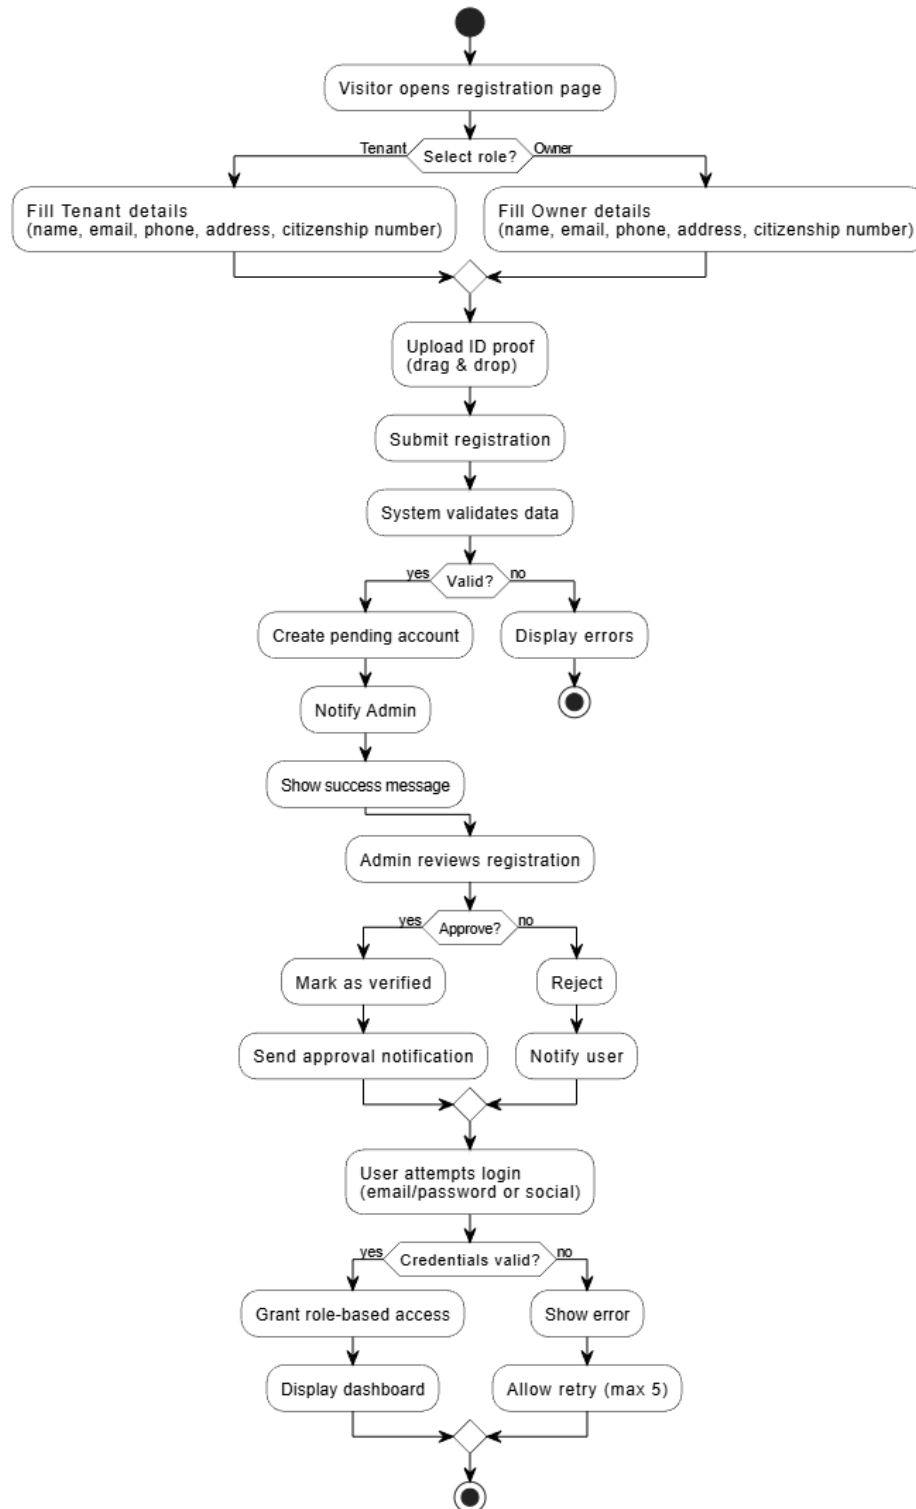 Visitor opens registration page
Tenant
Select role?
Owner
Fill Tenant details
(name, email, phone, address, citizenship number)
Fill Owner details
(name, email, phone, address, citizenship number)
Upload ID proof
(drag & drop)
Submit registration
System validates data
yes
Valid?
no
Create pending account
Display errors
Notify Admin
Show success message
Admin reviews registration
yes
Approve?
no
Mark as verified
Reject
Send approval notification
Notify user
User attempts login
(email/password or social)
yes
Credentials valid?
no
Grant role-based access
Show error
Display dashboard
Allow retry (max 5)